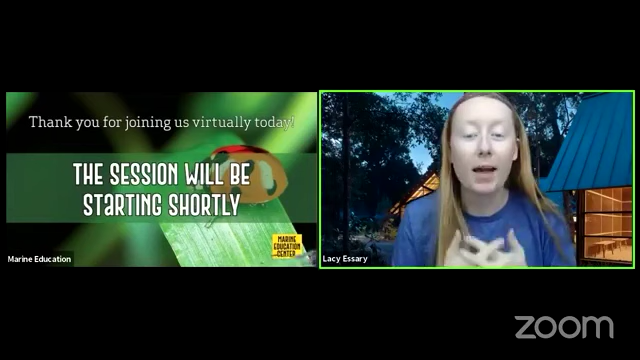 Thank you for joining us virtually today!
THE SESSION WILL BE
STARTING SHORTLY
MARINE
EDUCATION
CENTER
Marine Education
Lacy Essary
zoom